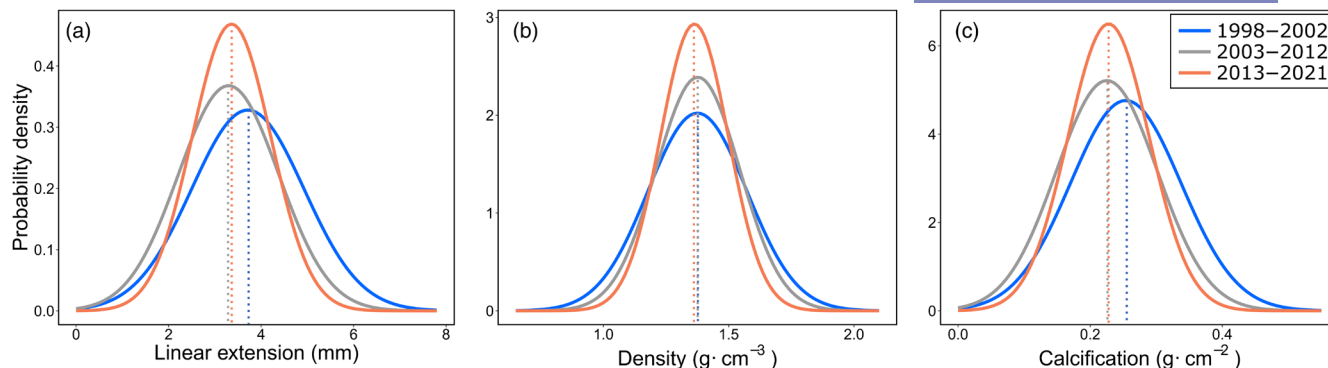 (a)
(b)
(c)
1998−2002
2003−2012
2013−2021
Probability density
0.4
0.3
0.2
0.1
0.0
0 2 4 6 8
Linear extension (mm)
3
2
1
0
1.0 1.5 2.0
Density (g· cm⁻³ )
6
4
2
0
0.0 0.2 0.4
Calcification (g· cm⁻² )